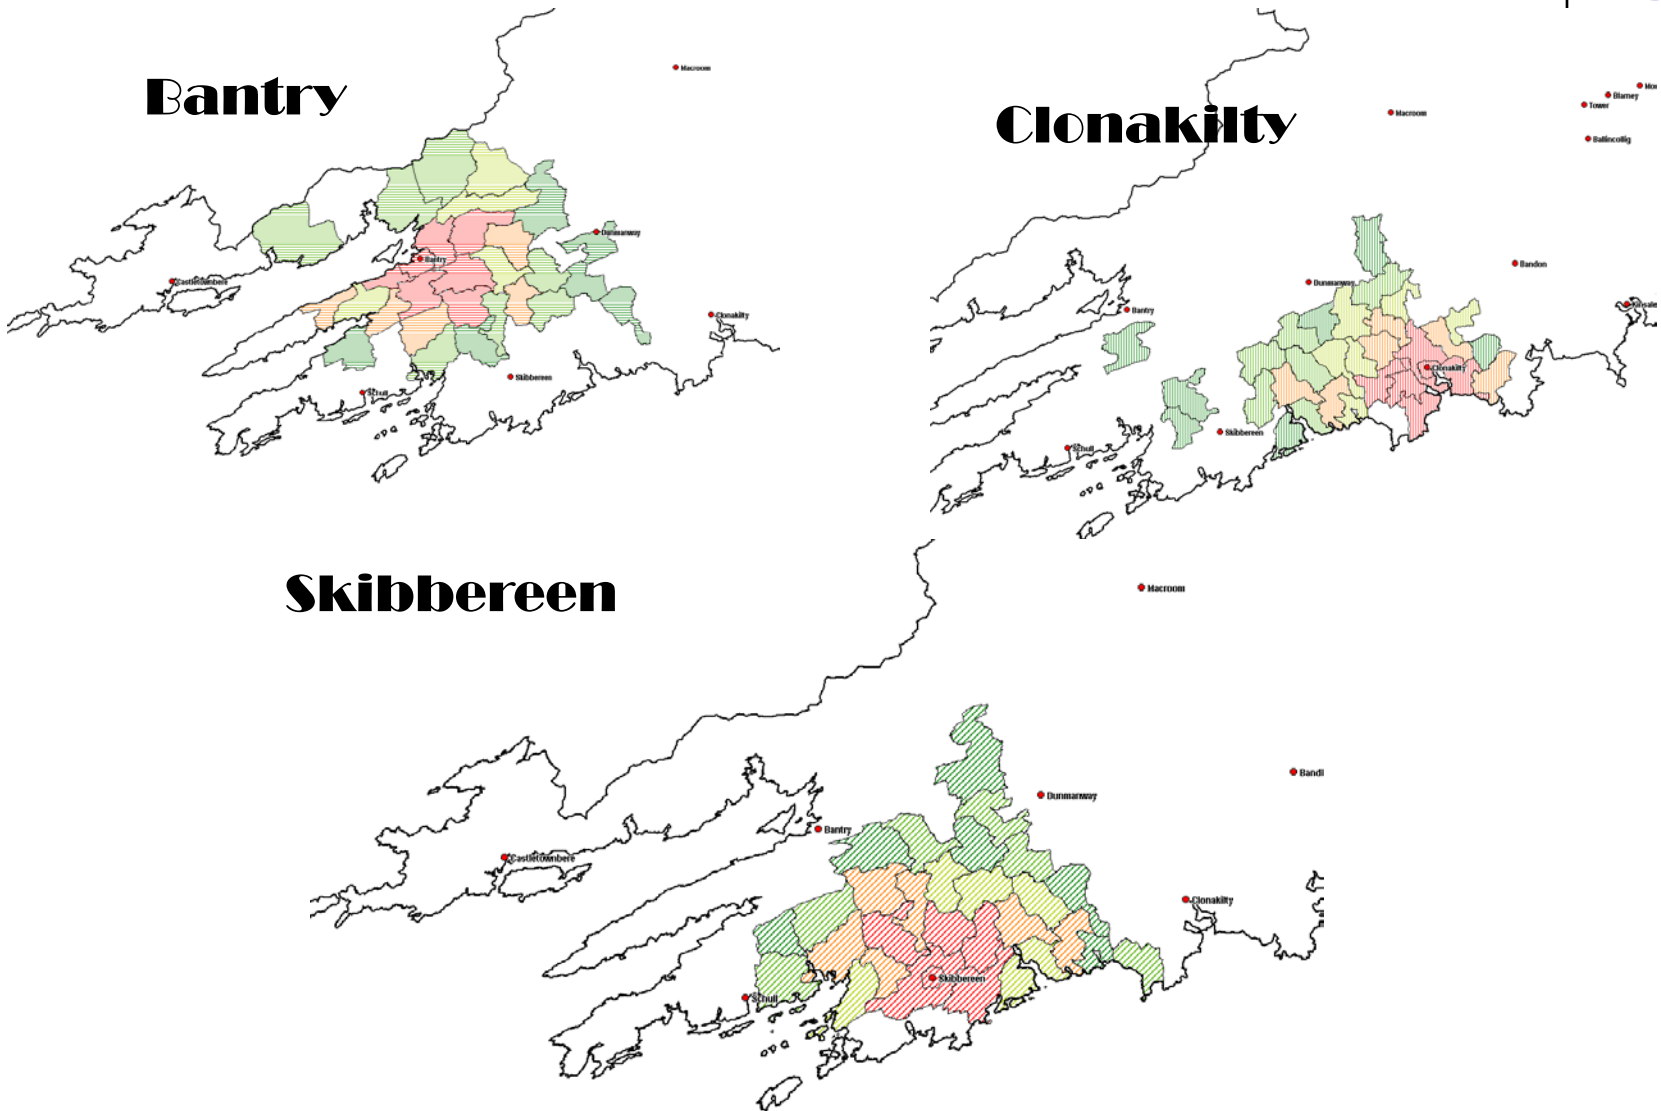 Bantry
Macroom
Dunmanway
Bantry
Castletownbere
Clonakilty
Skibbereen
Schull
Clonakilty
Macroom
Blarney
Tower
Ballincollig
Bandon
Dunmanway
Kinsale
Bantry
Clonakilty
Skibbereen
Schull
Skibbereen
Macroom
Bandi
Dunmanway
Bantry
Castletownbere
Clonakilty
Skibbereen
Schull